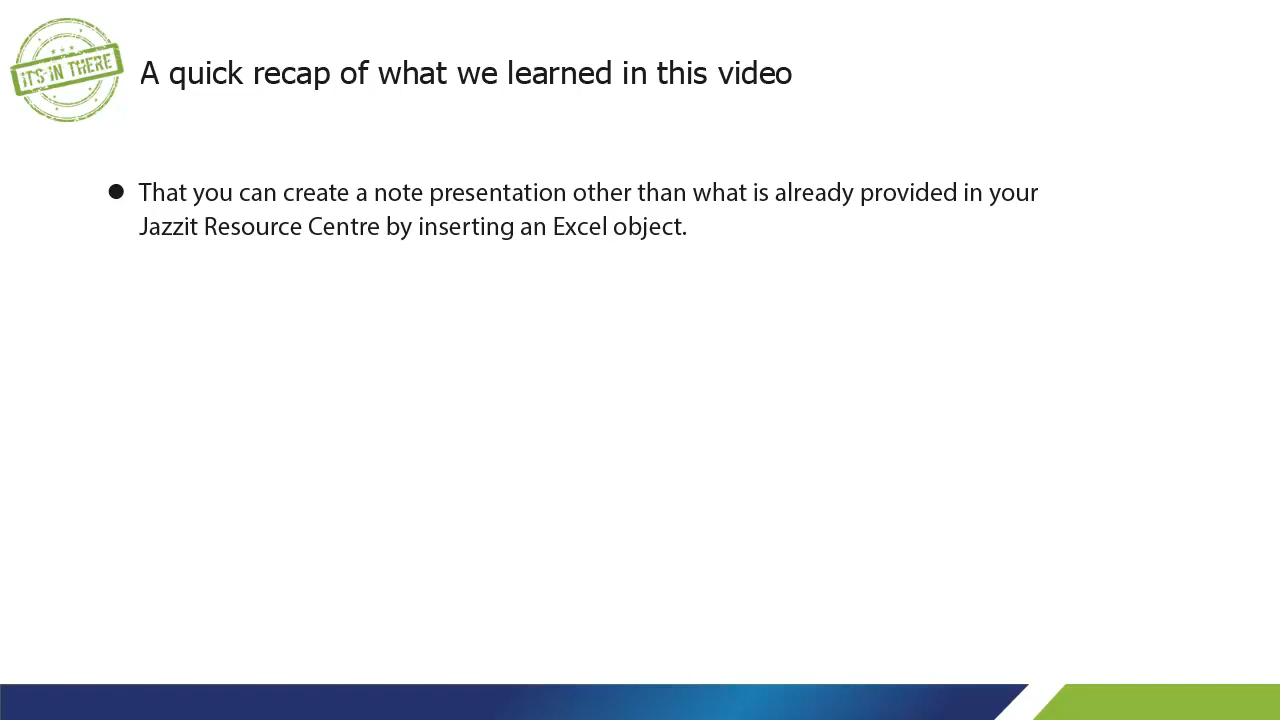 ITS IN THERE
A quick recap of what we learned in this video
That you can create a note presentation other than what is already provided in your
Jazzit Resource Centre by inserting an Excel object.